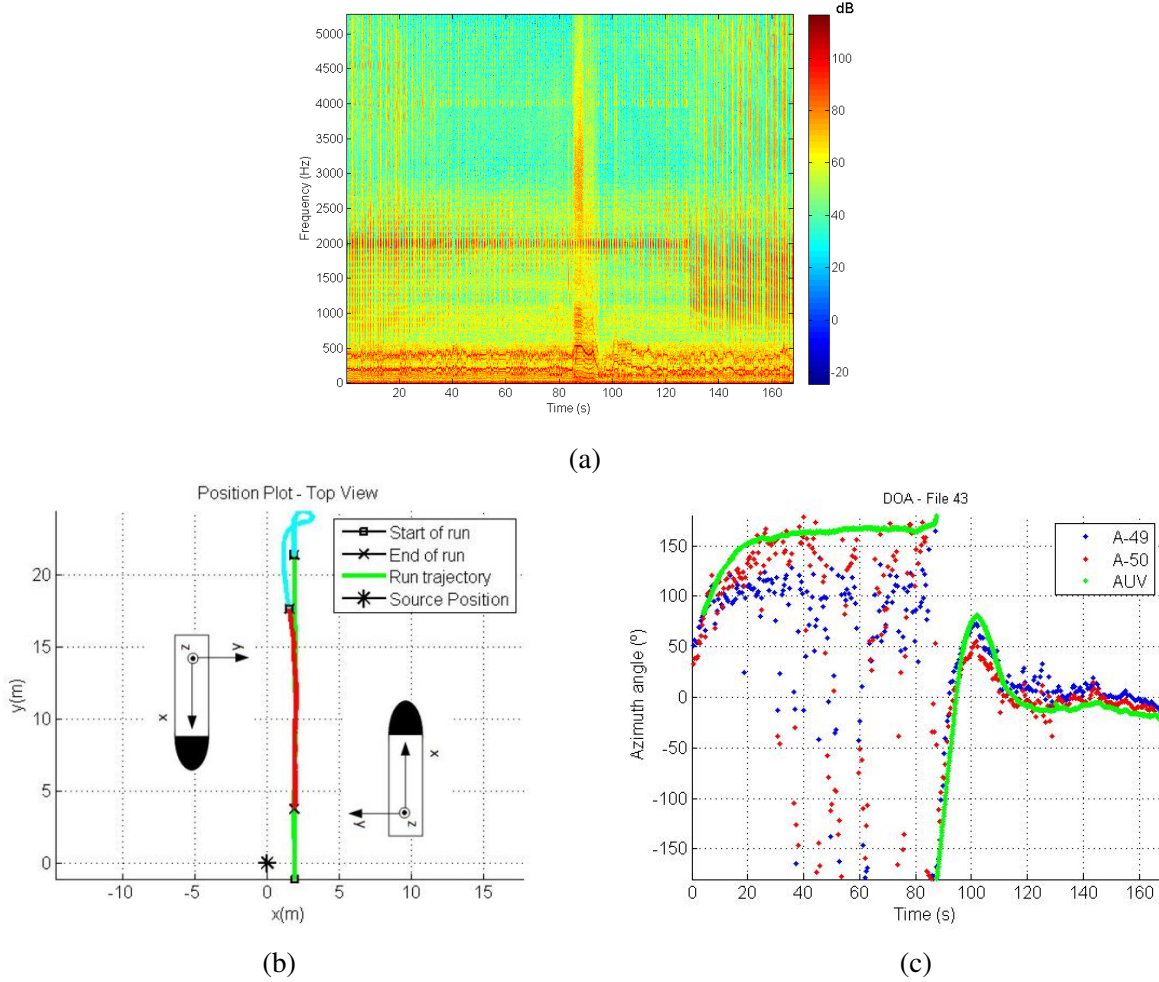 dB
5000
4500
4000
3500
3000
2500
2000
1500
1000
500
0
Frequency (Hz)
20 40 60 80 100 120 140 160
Time (s)
100
80
60
40
20
0
-20
(a)
Position Plot - Top View
Start of run
End of run
Run trajectory
Source Position
20
15
10
5
0
y(m)
z
y
x
x
y
z
-10 -5 0 5 10 15
x(m)
(b)
DOA - File 43
A-49
A-50
AUV
150
100
50
0
-50
-100
-150
Azimuth angle (º)
0 20 40 60 80 100 120 140 160
Time (s)
(c)